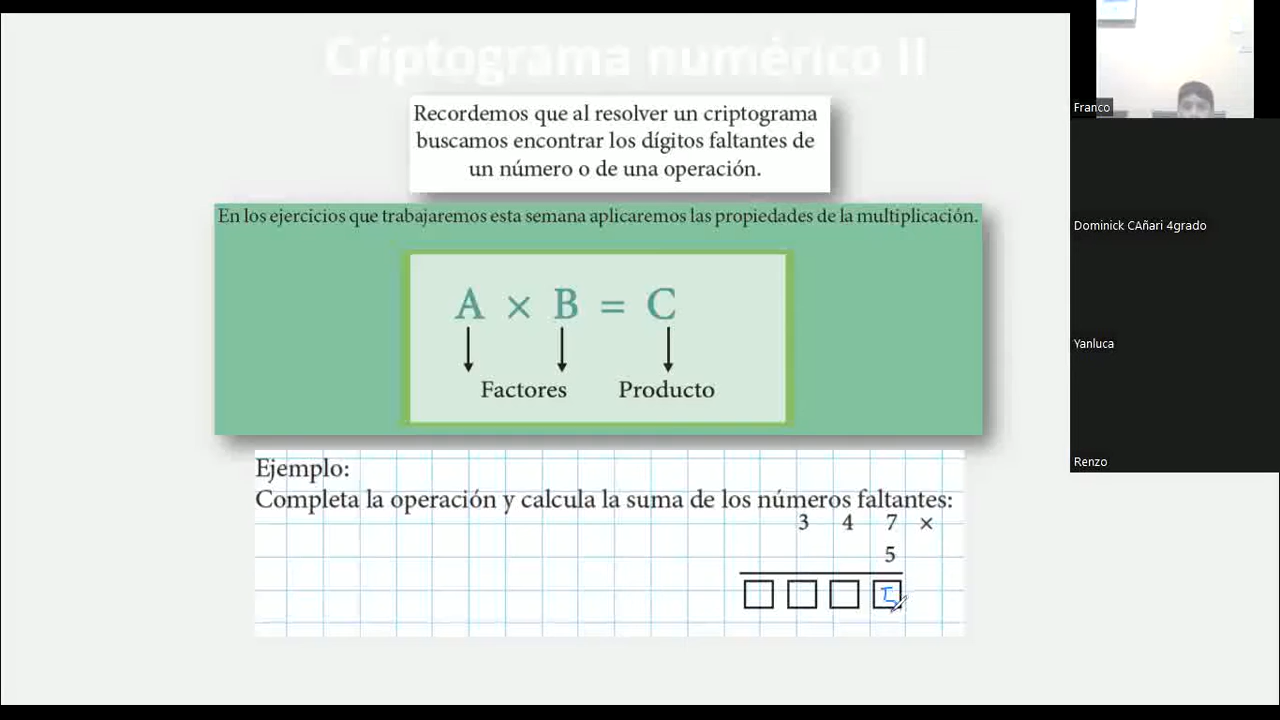 Criptograma numérico II
Recordemos que al resolver un criptograma
buscamos encontrar los dígitos faltantes de
un número o de una operación.
En los ejercicios que trabajaremos esta semana aplicaremos las propiedades de la multiplicación.
A × B = C
Factores Producto
Ejemplo:
Completa la operación y calcula la suma de los números faltantes:
3 4 7 ×
5
5
Franco
Dominick CAñari 4grado
Yanluca
Renzo